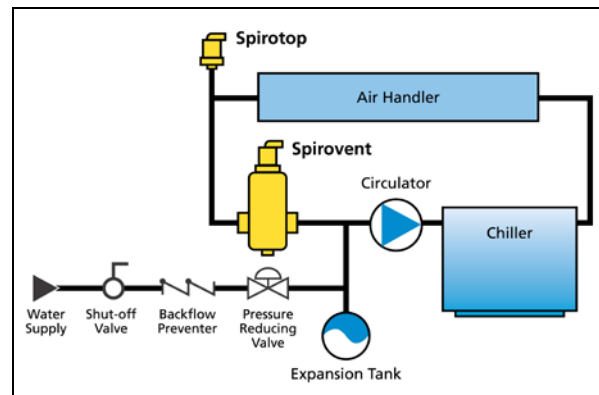 Spirotop
Air Handler
Spirovent
Circulator
Chiller
Water
Supply
Shut-off
Valve
Backflow
Preventer
Pressure
Reducing
Valve
Expansion Tank